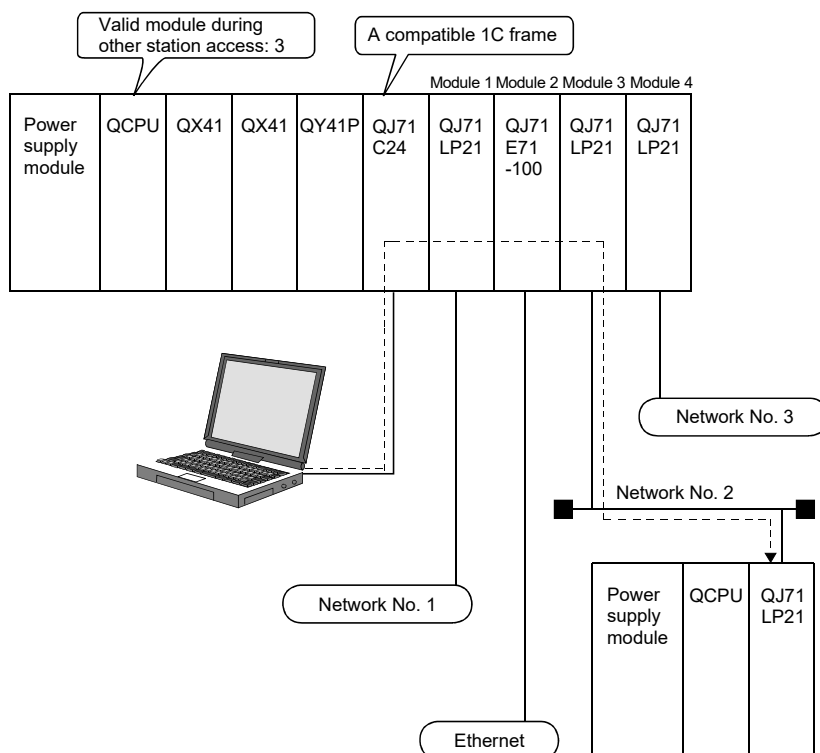 Valid module during
other station access: 3
A compatible 1C frame
Module 1 Module 2 Module 3 Module 4
Power
supply
module
QCPU
QX41
QX41
QY41P
QJ71
C24
QJ71
LP21
QJ71
E71
-100
QJ71
LP21
QJ71
LP21
Network No. 3
Network No. 2
Network No. 1
Power
supply
module
QCPU
QJ71
LP21
Ethernet